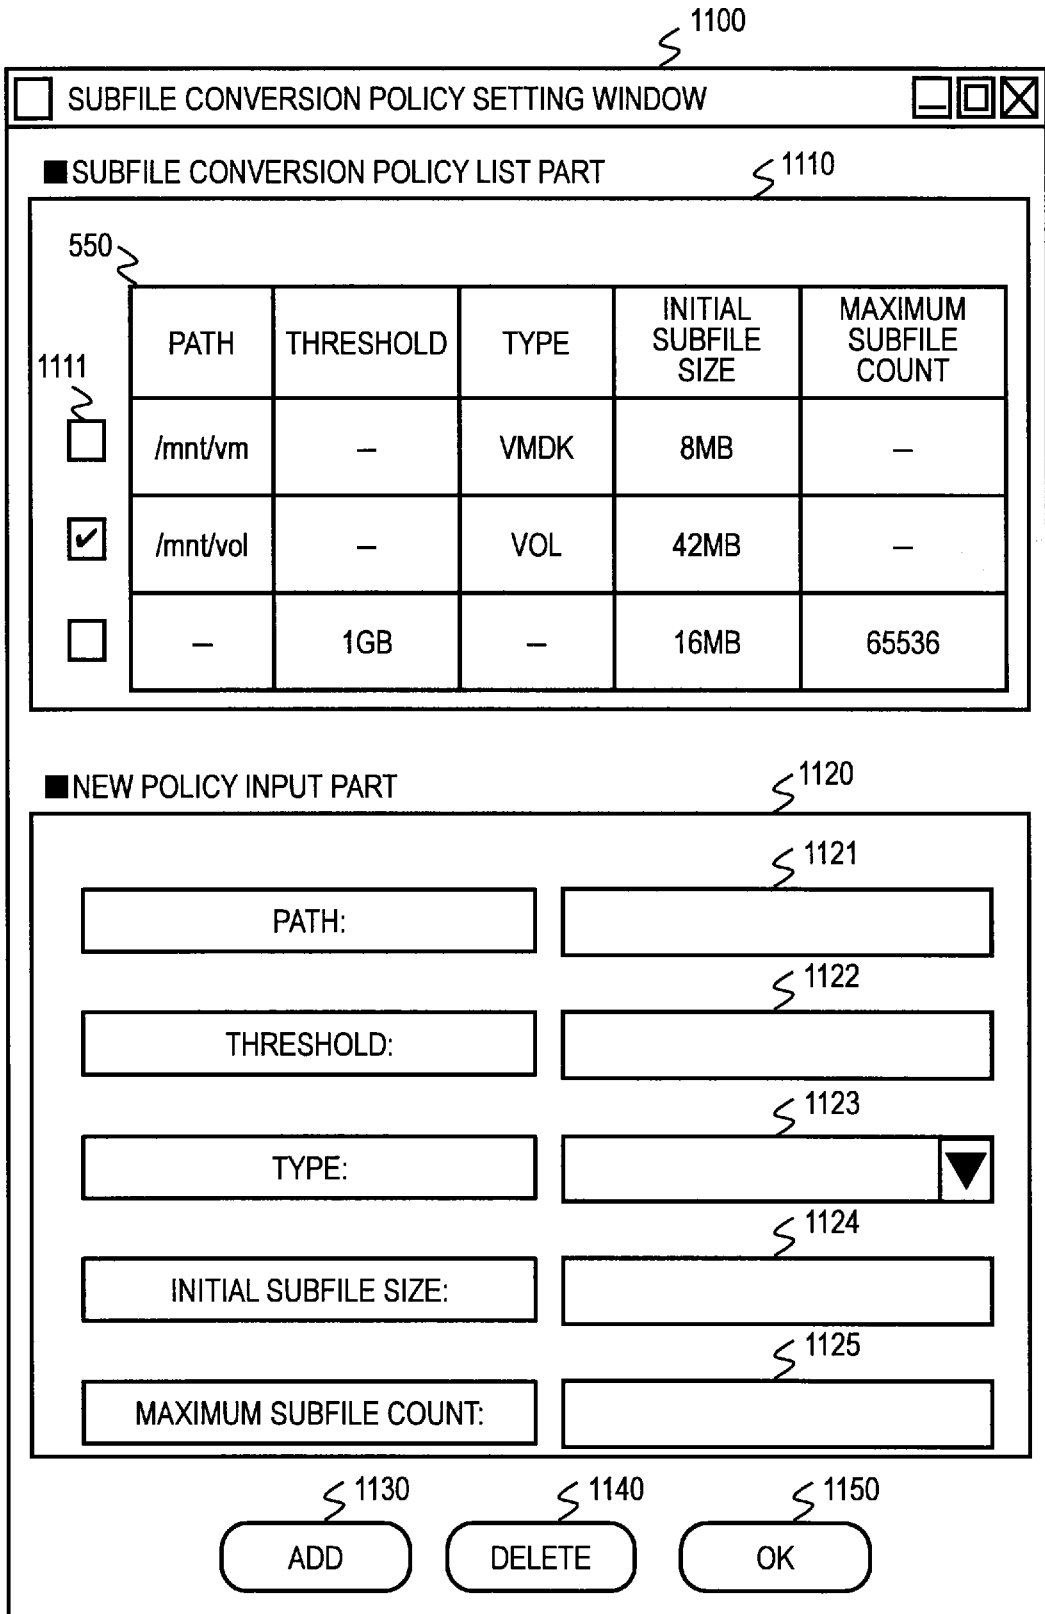 1100
SUBFILE CONVERSION POLICY SETTING WINDOW
■SUBFILE CONVERSION POLICY LIST PART
1110
550
PATH THRESHOLD TYPE INITIAL SUBFILE SIZE MAXIMUM SUBFILE COUNT
1111
/mnt/vm – VMDK 8MB –
/mnt/vol – VOL 42MB –
– 1GB – 16MB 65536
■NEW POLICY INPUT PART
1120
1121
PATH:
1122
THRESHOLD:
1123
TYPE:
1124
INITIAL SUBFILE SIZE:
1125
MAXIMUM SUBFILE COUNT:
1130 1140 1150
ADD DELETE OK